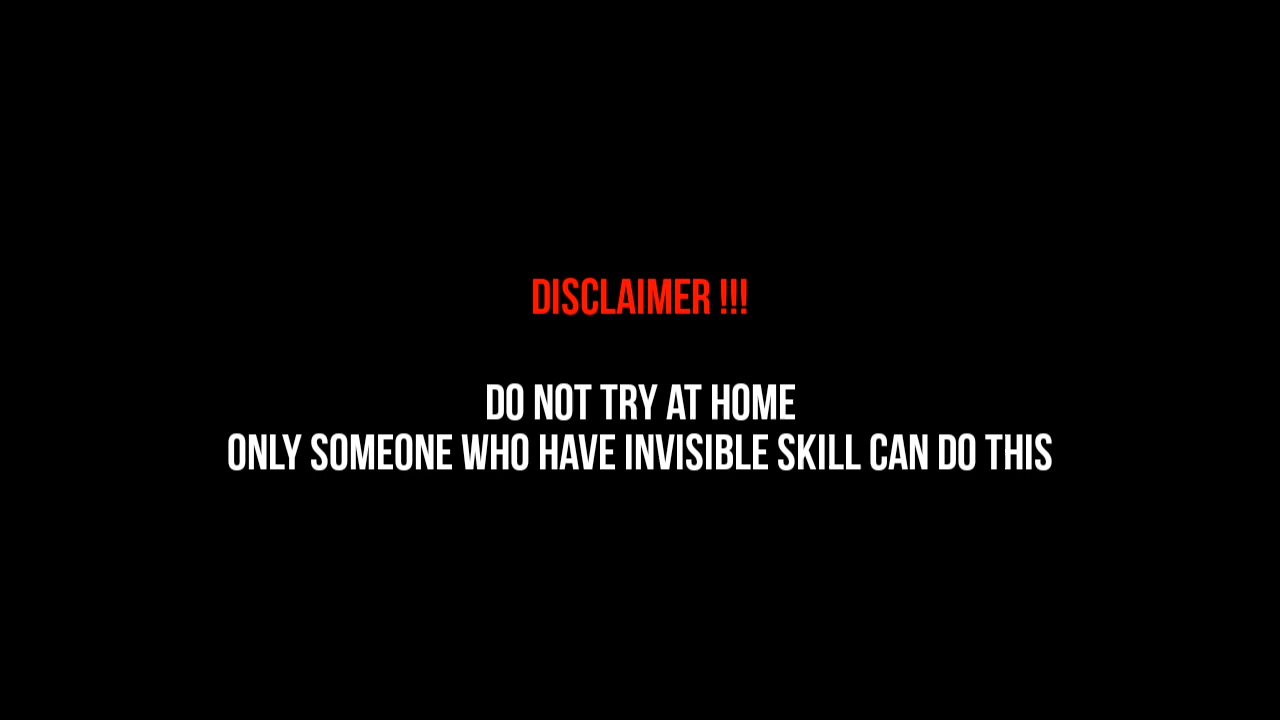 DISCLAIMER !!!
DO NOT TRY AT HOME
ONLY SOMEONE WHO HAVE INVISIBLE SKILL CAN DO THIS